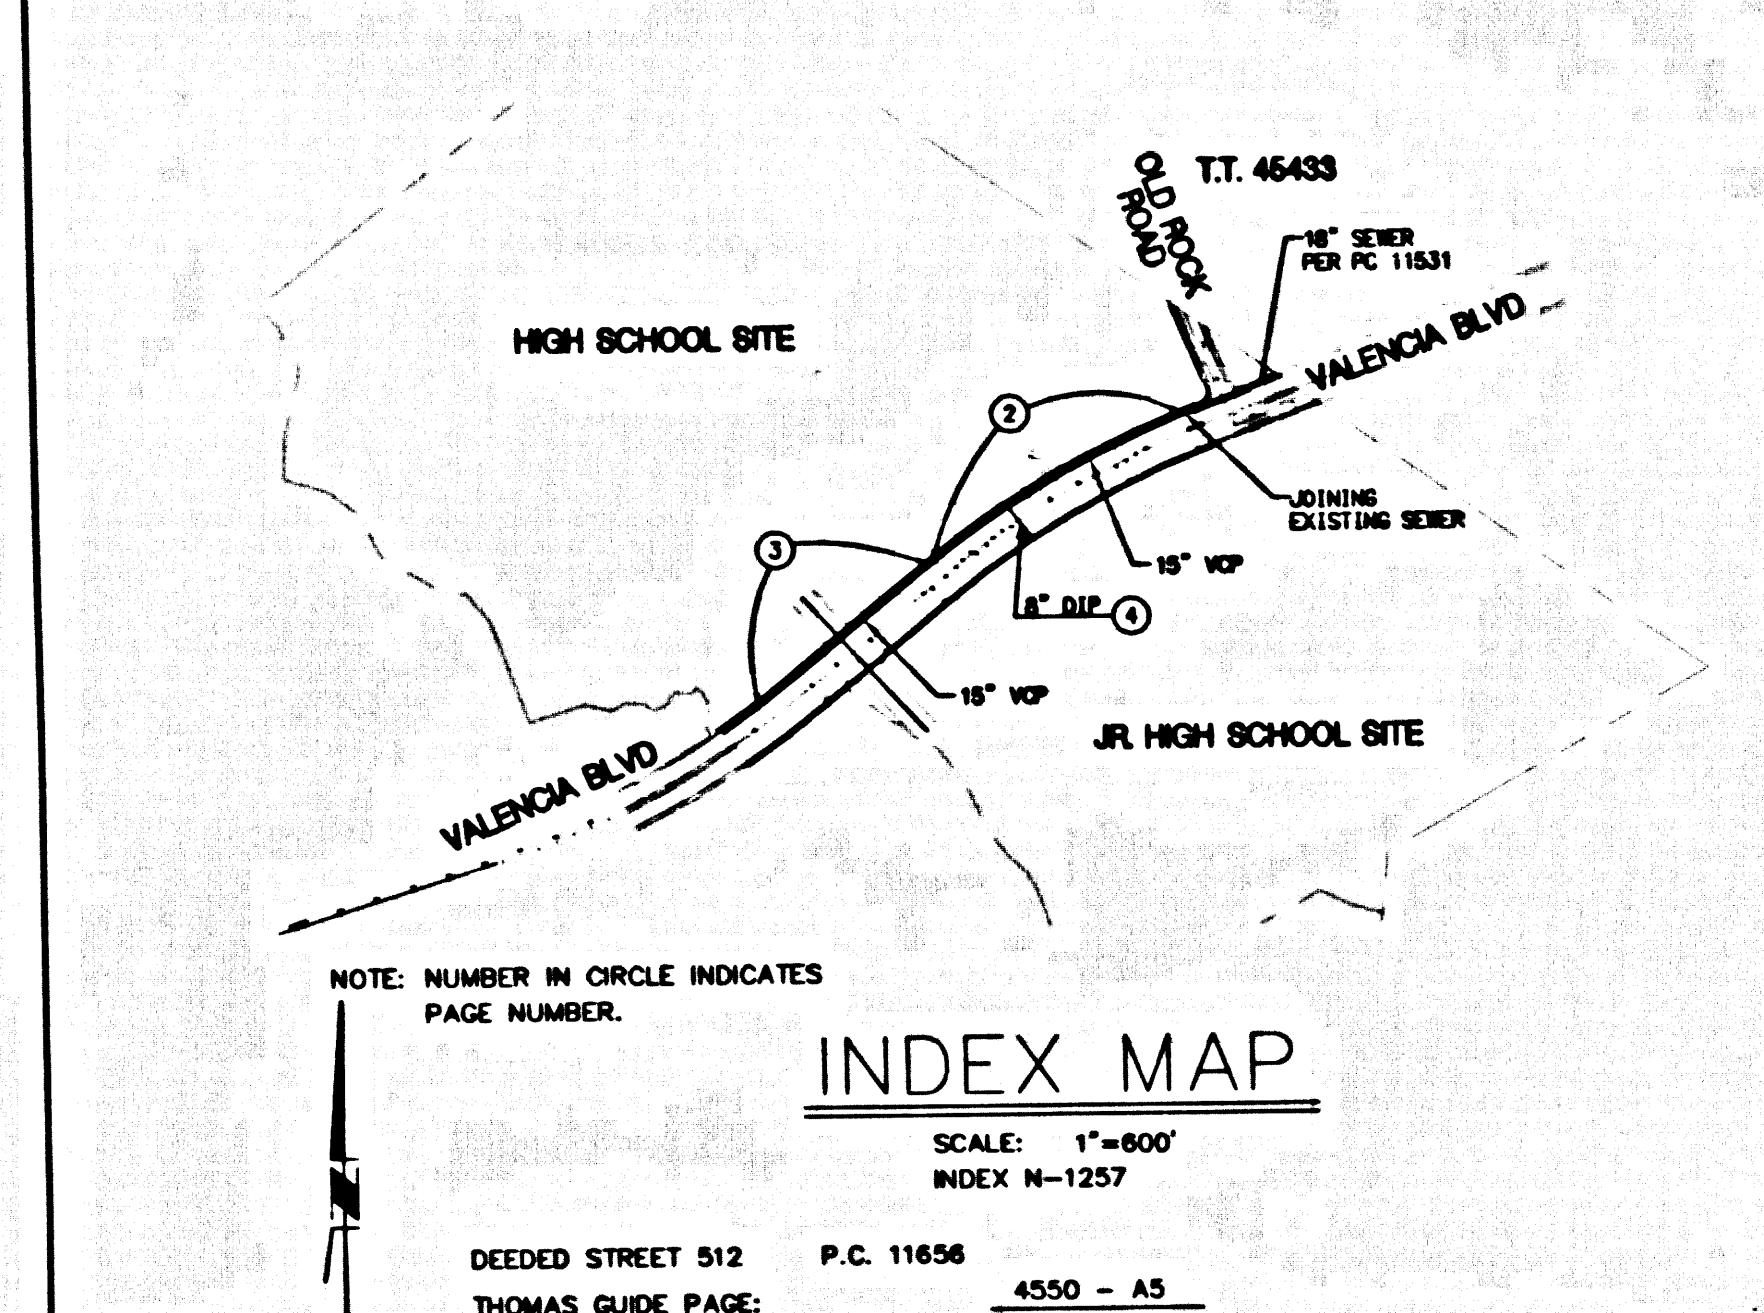 OLD ROCK
ROAD
T.T. 45433
18" SEWER
PER PC 11531
HIGH SCHOOL SITE
VALENCIA BLVD
2
JOINING
EXISTING SEWER
3
15" VCP
8" DIP
4
15" VCP
JR. HIGH SCHOOL SITE
VALENCIA BLVD
NOTE: NUMBER IN CIRCLE INDICATES
PAGE NUMBER.
INDEX MAP
SCALE: 1"=600'
INDEX N-1257
N
DEEDED STREET 512 P.C. 11656
4550 - A5
THOMAS GUIDE PAGE: